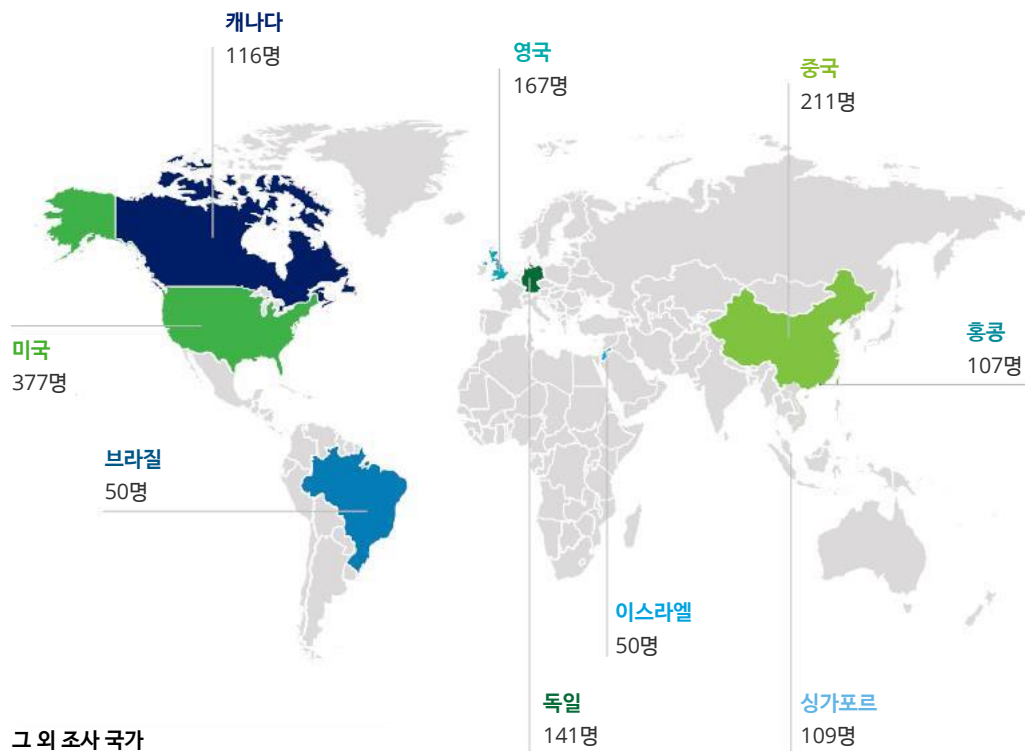 캐나다
116명
영국
167명
중국
211명
미국
377명
홍콩
107명
브라질
50명
이스라엘
50명
독일
141명
싱가포르
109명
그 외 조사 국가